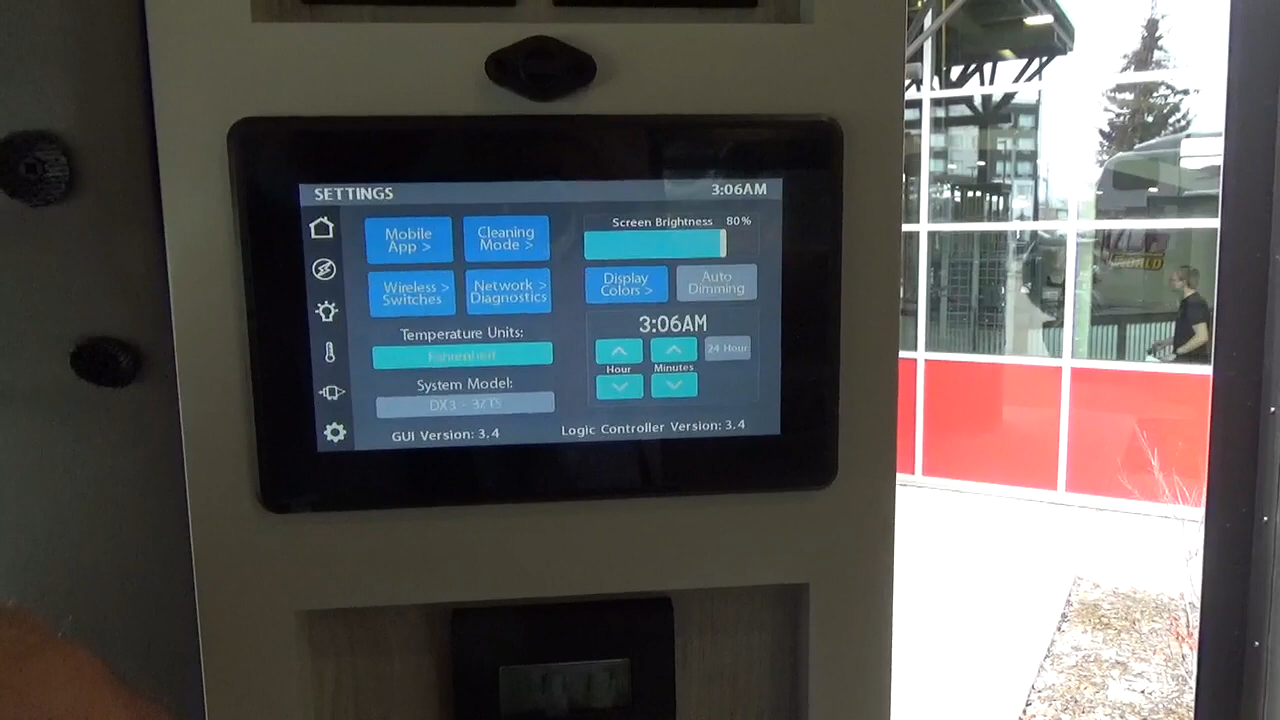 SETTINGS
3:06AM
Mobile
App >
Cleaning
Mode >
Wireless >
Switches
Network >
Diagnostics
Temperature Units:
Fahrenheit
System Model:
DX3 - 37TS
GUI Version: 3.4
Screen Brightness 80%
Display
Colors >
Auto
Dimming
3:06AM
Hour
Minutes
24 Hour
Logic Controller Version: 3.4
WORLD